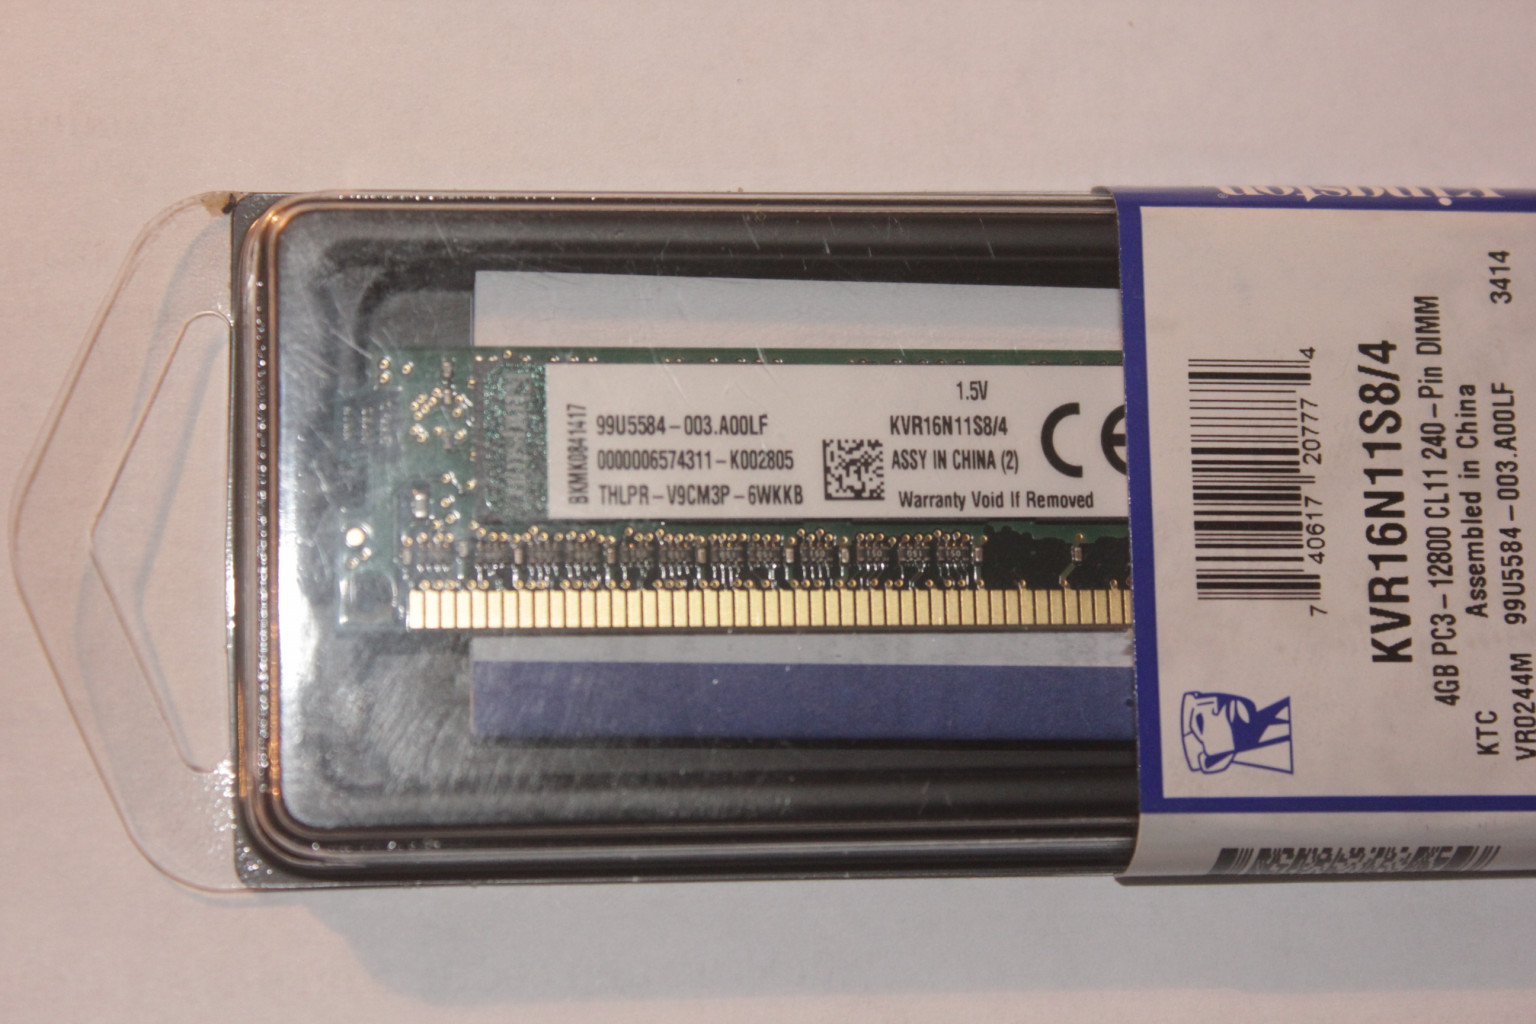 1.5V
BKMK0841417
99U5584-003.A00LF
0000006574311-K002805
THLPR-V9CM3P-6WKKB
KVR16N11S8/4
ASSY IN CHINA (2)
Warranty Void If Removed
CE
Kingston
7 40617 20777 4
KVR16N11S8/4
4GB PC3-12800 CL11 240-Pin DIMM
KTC Assembled in China
VR0244M 99U5584-003.A00LF 3414